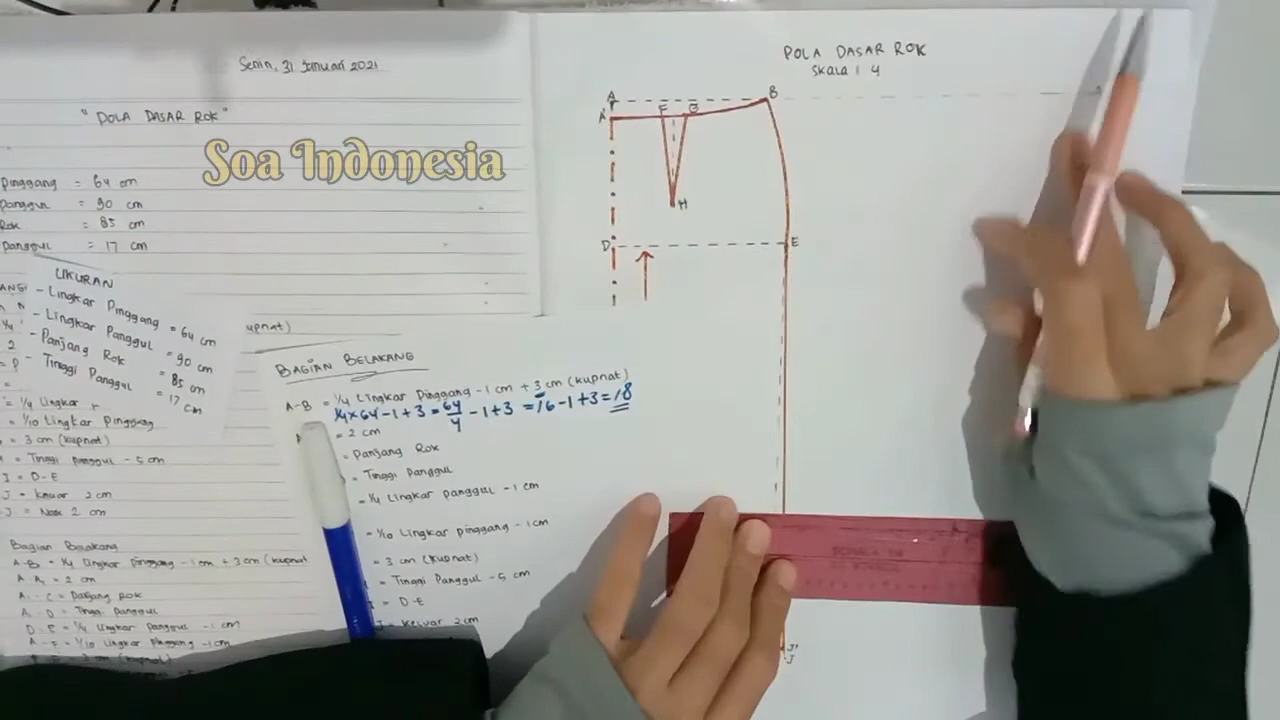 Senin, 31 Januari 2021
"POLA DASAR ROK"
Soa Indonesia
Pinggang = 64 cm
Panggul = 90 cm
Rok = 85 cm
Panggul = 17 cm
UKURAN
- Lingkar Pinggang = 64 cm
- Lingkar Panggul = 90 cm
- Panjang Rok = 85 cm
- Tinggi Panggul = 17 cm
= 1/4 Lingkar
= 1/10 Lingkar Pinggang
= 3 cm (kupnat)
= Tinggi panggul - 5 cm
I = D-E
J = Keluar 2 cm
J = Naik 2 cm
Bagian Belakang
A-B = 1/4 Lingkar Pinggang - 1 cm + 3 cm (kupnat
A-A₁ = 2 cm
A₁-C = Panjang Rok
A₁-D = Tinggi Panggul
D-E = 1/4 Lingkar Panggul - 1 cm
A-F = 1/10 Lingkar Pinggang - 1 cm
= 3 cm (kupnat)
BAGIAN BELAKANG
A-B = 1/4 Lingkar Pinggang - 1 cm + 3 cm (kupnat)
1/4 x 64 - 1 + 3 = 64/4 - 1 + 3 = 16 - 1 + 3 = 18
= 2 cm
= Panjang Rok
= Tinggi Panggul
= 1/4 Lingkar Panggul - 1 cm
= 1/10 Lingkar Pinggang - 1 cm
= 3 cm (kupnat)
= Tinggi Panggul - 5 cm
= D-E
= Keluar 2 cm
POLA DASAR ROK
SKALA 1 4
A
B
A'
F
G
H
D
E
J'
J